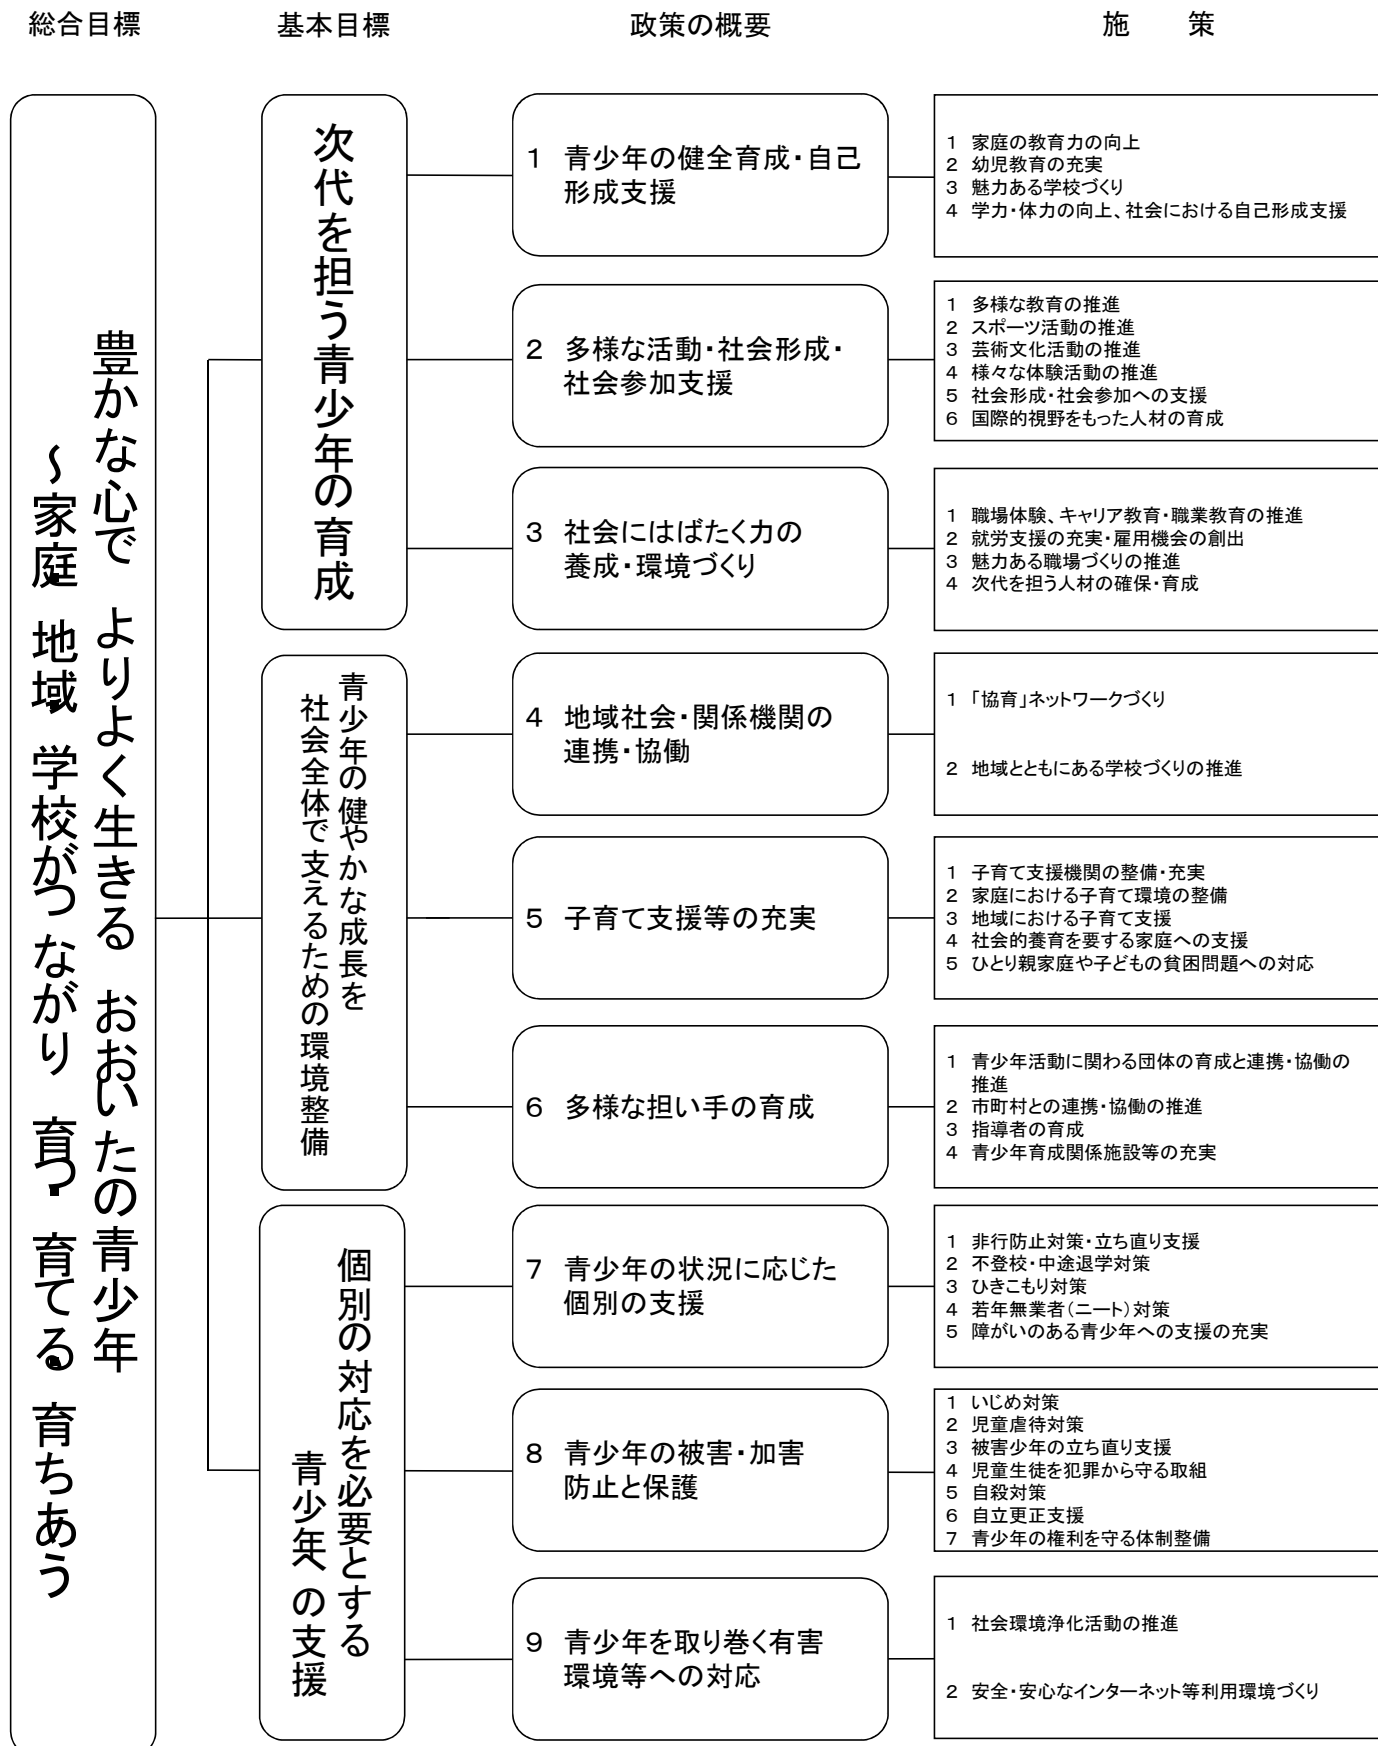 総合目標
基本目標
政策の概要
施　策
豊かな心で よりよく生きる おおいたの青少年
～家庭・地域・学校がつながり 育つ・育てる・育ちあう
次代を担う青少年の育成
1 青少年の健全育成・自己
形成支援
1 家庭の教育力の向上
2 幼児教育の充実
3 魅力ある学校づくり
4 学力・体力の向上、社会における自己形成支援
2 多様な活動・社会形成・
社会参加支援
1 多様な教育の推進
2 スポーツ活動の推進
3 芸術文化活動の推進
4 様々な体験活動の推進
5 社会形成・社会参加への支援
6 国際的視野をもった人材の育成
3 社会にはばたく力の
養成・環境づくり
1 職場体験、キャリア教育・職業教育の推進
2 就労支援の充実・雇用機会の創出
3 魅力ある職場づくりの推進
4 次代を担う人材の確保・育成
青少年の健やかな成長を
社会全体で支えるための環境整備
4 地域社会・関係機関の
連携・協働
1 「協育」ネットワークづくり
2 地域とともにある学校づくりの推進
5 子育て支援等の充実
1 子育て支援機関の整備・充実
2 家庭における子育て環境の整備
3 地域における子育て支援
4 社会的養育を要する家庭への支援
5 ひとり親家庭や子どもの貧困問題への対応
6 多様な担い手の育成
1 青少年活動に関わる団体の育成と連携・協働の
推進
2 市町村との連携・協働の推進
3 指導者の育成
4 青少年育成関係施設等の充実
個別の対応を必要とする
青少年への支援
7 青少年の状況に応じた
個別の支援
1 非行防止対策・立ち直り支援
2 不登校・中途退学対策
3 ひきこもり対策
4 若年無業者（ニート）対策
5 障がいのある青少年への支援の充実
8 青少年の被害・加害
防止と保護
1 いじめ対策
2 児童虐待対策
3 被害少年の立ち直り支援
4 児童生徒を犯罪から守る取組
5 自殺対策
6 自立更正支援
7 青少年の権利を守る体制整備
9 青少年を取り巻く有害
環境等への対応
1 社会環境浄化活動の推進
2 安全・安心なインターネット等利用環境づくり